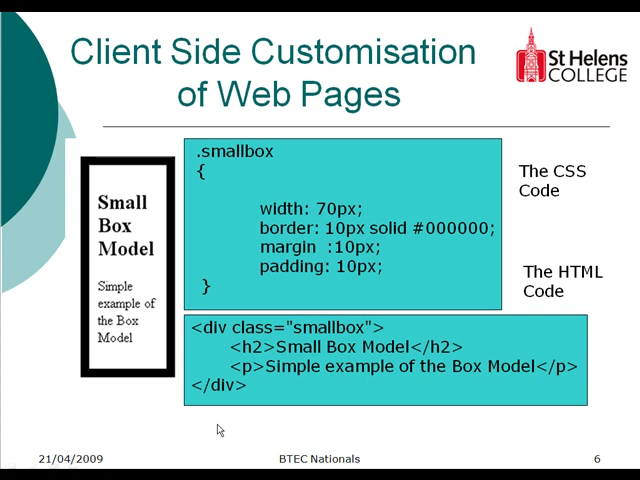 Client Side Customisation
of Web Pages
St Helens
COLLEGE
Small
Box
Model
Simple
example of
the Box
Model
.smallbox
{
width: 70px;
border: 10px solid #000000;
margin  :10px;
padding: 10px;
}
The CSS
Code
The HTML
Code
<div class="smallbox">
<h2>Small Box Model</h2>
<p>Simple example of the Box Model</p>
</div>
21/04/2009
BTEC Nationals
6